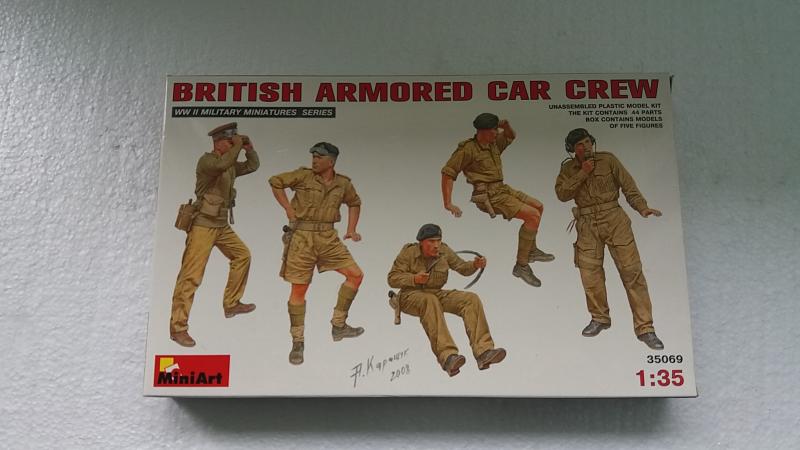 BRITISH ARMORED CAR CREW
WW II MILITARY MINIATURES SERIES
UNASSEMBLED PLASTIC MODEL KIT
THE KIT CONTAINS 44 PARTS
BOX CONTAINS MODELS
OF FIVE FIGURES
MiniArt
А. Каращук
2008
35069
1:35